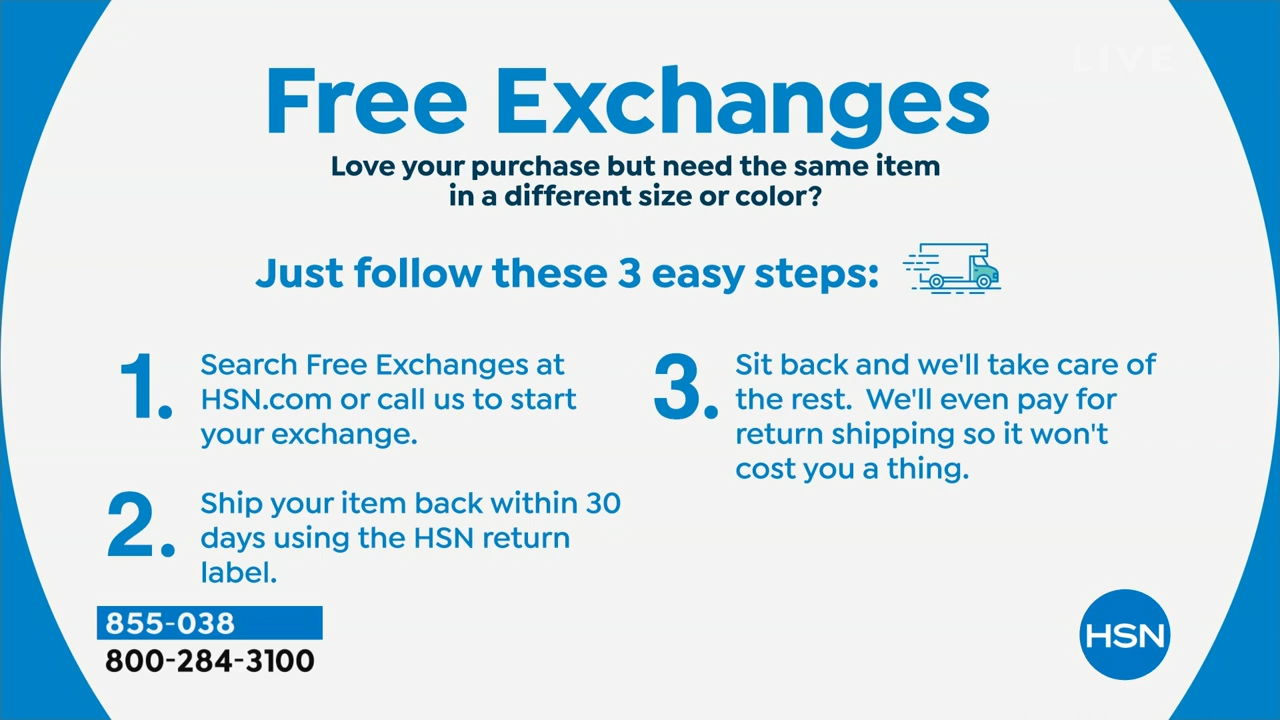 LIVE
Free Exchanges
Love your purchase but need the same item
in a different size or color?
Just follow these 3 easy steps:
1. Search Free Exchanges at
HSN.com or call us to start
your exchange.
2. Ship your item back within 30
days using the HSN return
label.
3. Sit back and we'll take care of
the rest. We'll even pay for
return shipping so it won't
cost you a thing.
855-038
800-284-3100
HSN